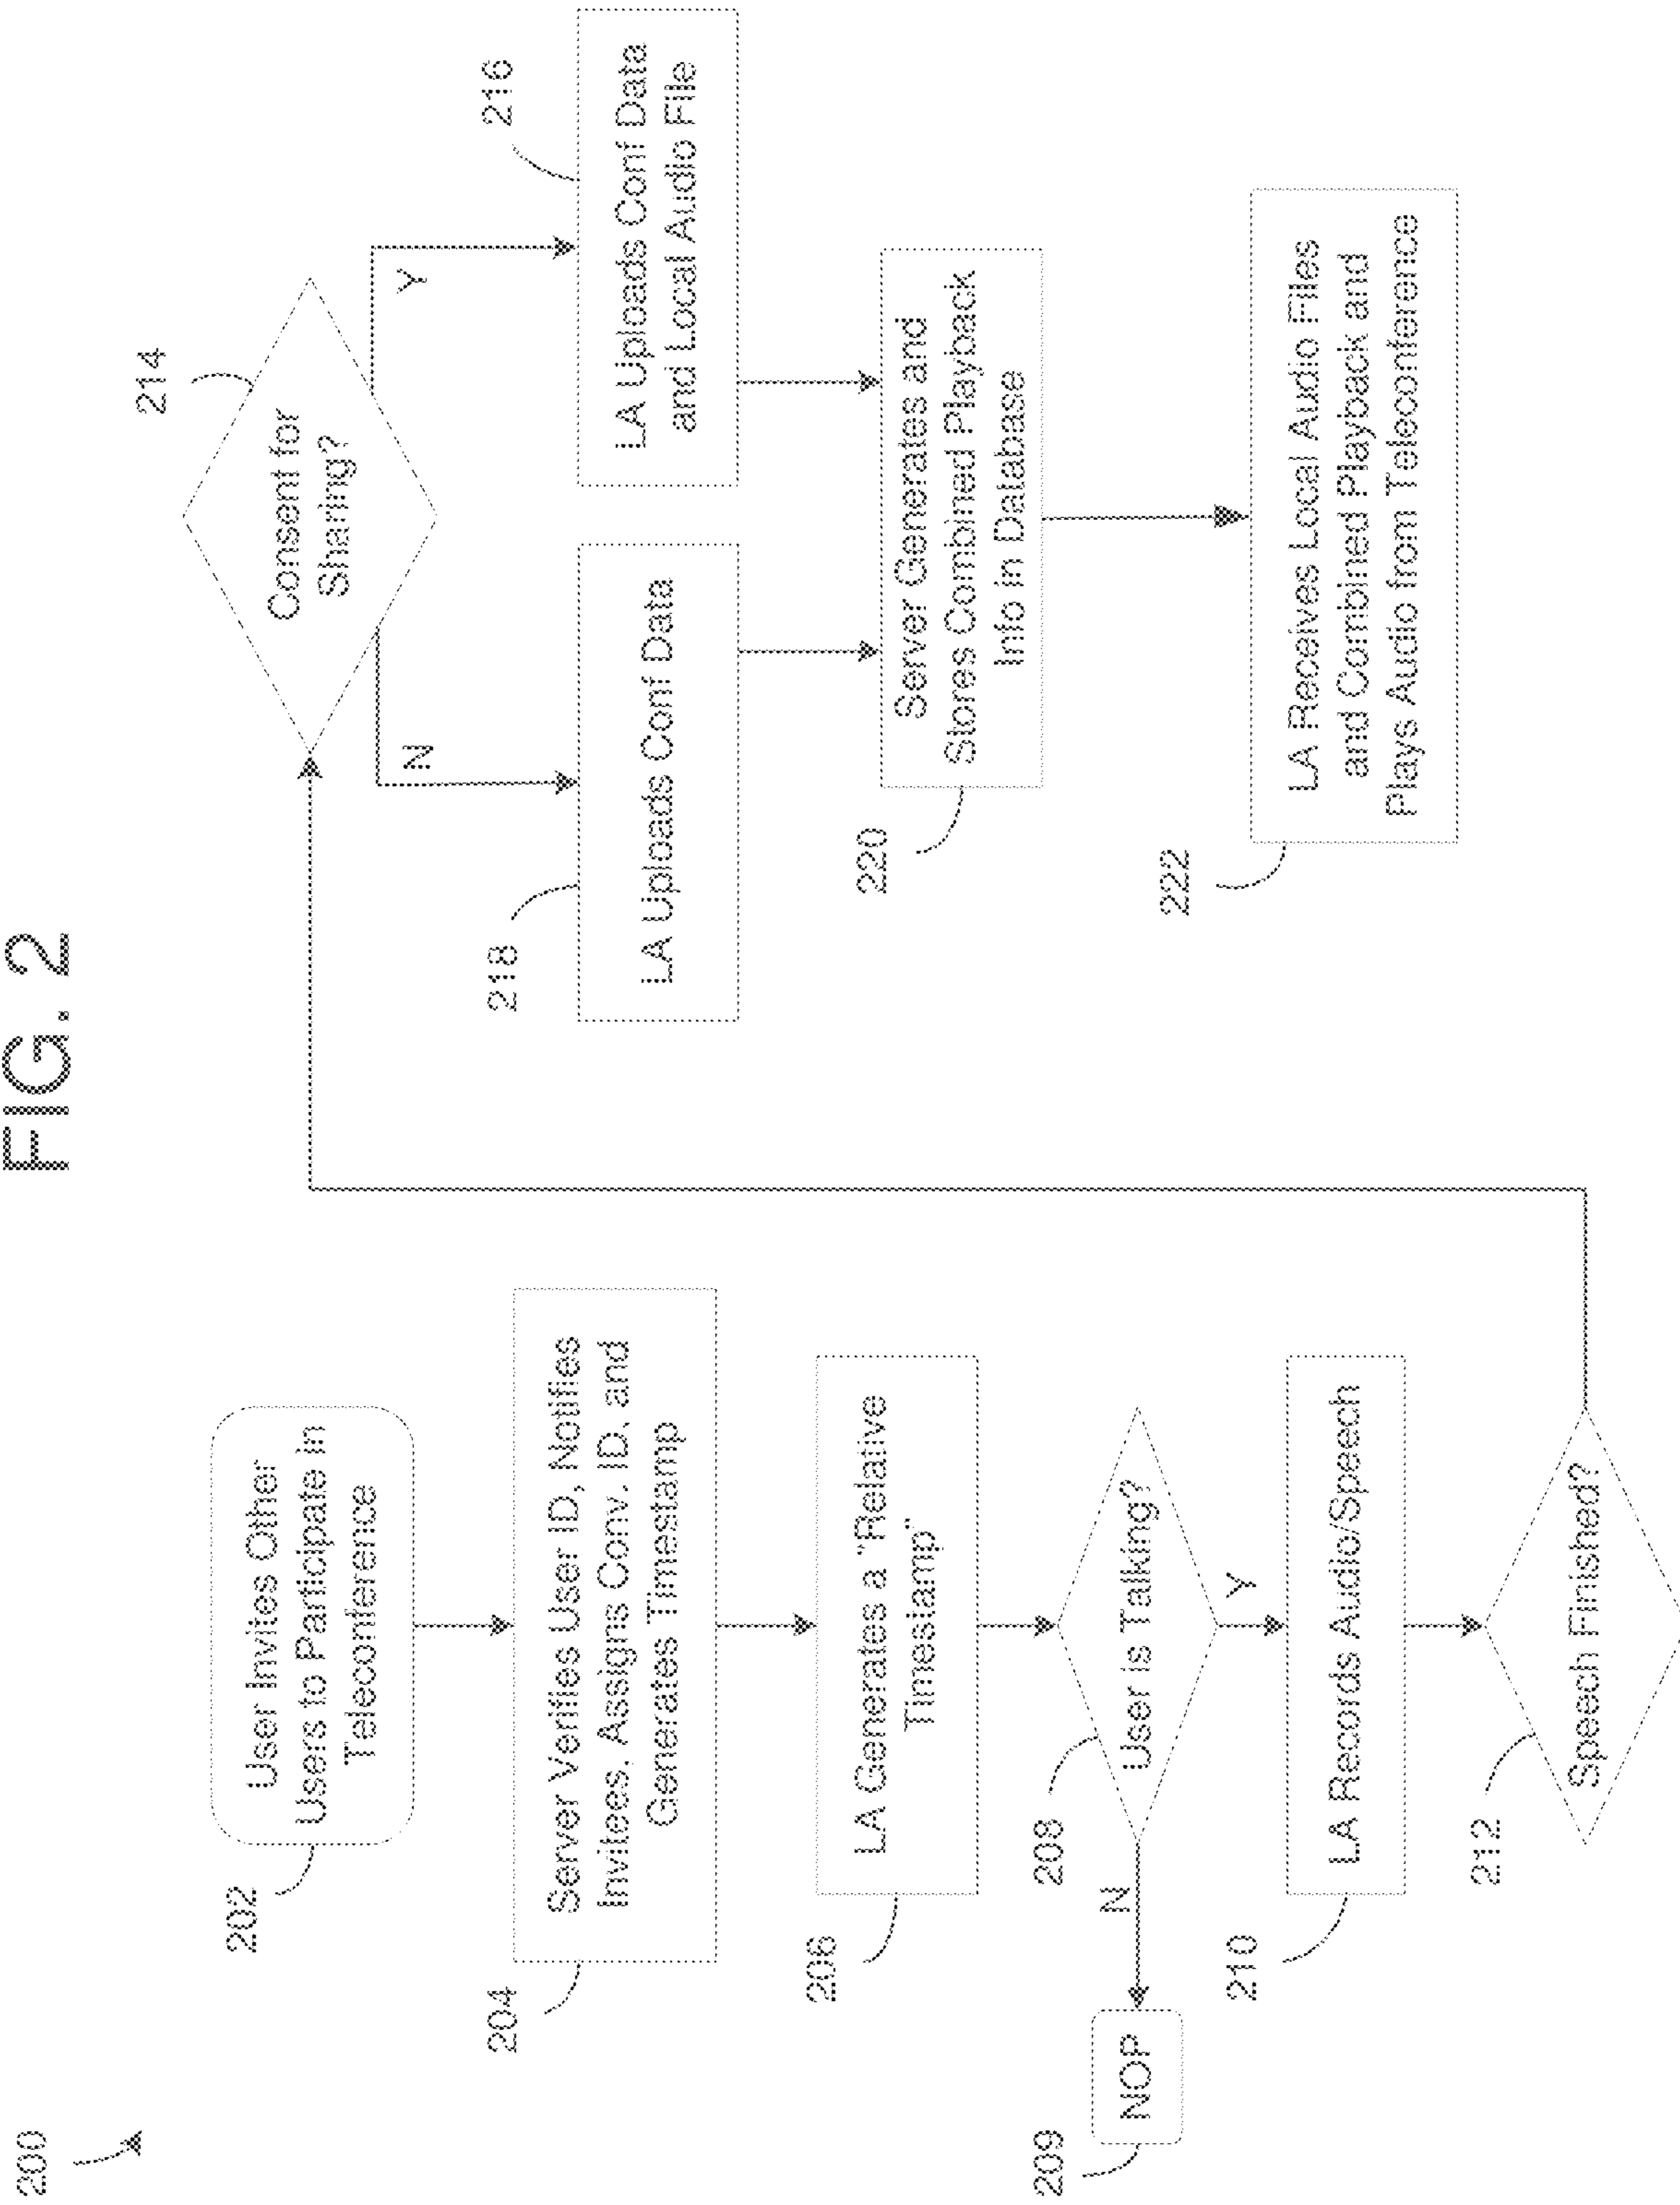 FIG. 2
200
202
User Invites Other
Users to Participate in
Teleconference
204
Server Verifies User ID, Notifies
Invitees, Assigns Conv. ID, and
Generates Timestamp
206
LA Generates a "Relative
Timestamp"
208
User is Talking?
N
209
NOP
Y
210
LA Records Audio/Speech
212
Speech Finished?
214
Consent for
Sharing?
N
Y
218
LA Uploads Conf Data
216
LA Uploads Conf Data
and Local Audio File
220
Server Generates and
Stores Combined Playback
Info in Database
222
LA Receives Local Audio Files
and Combined Playback and
Plays Audio from Teleconference